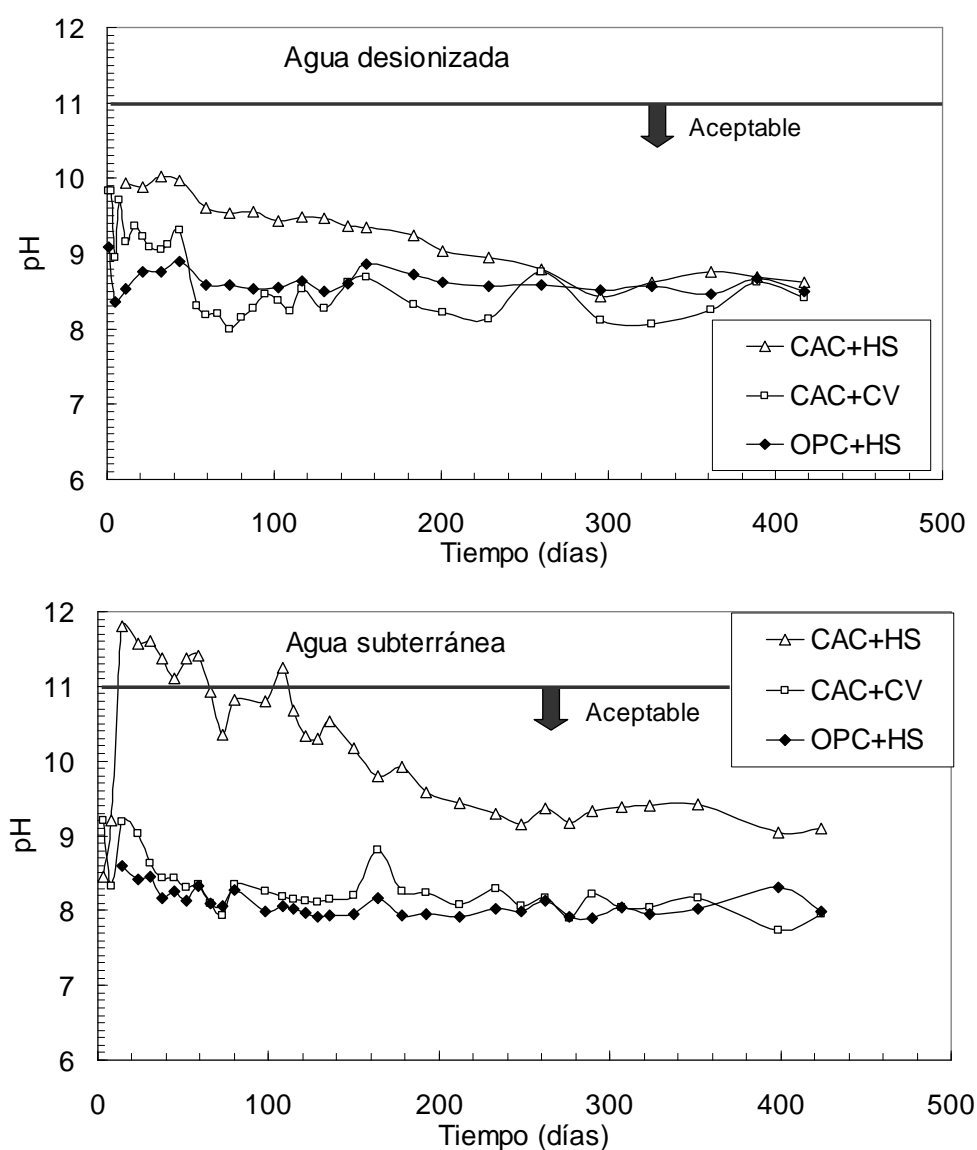 12
11
10
9
8
7
6
pH
Agua desionizada
Aceptable
CAC+HS
CAC+CV
OPC+HS
0 100 200 300 400 500
Tiempo (días)
12
11
10
9
8
7
6
pH
Agua subterránea
Aceptable
CAC+HS
CAC+CV
OPC+HS
0 100 200 300 400 500
Tiempo (días)